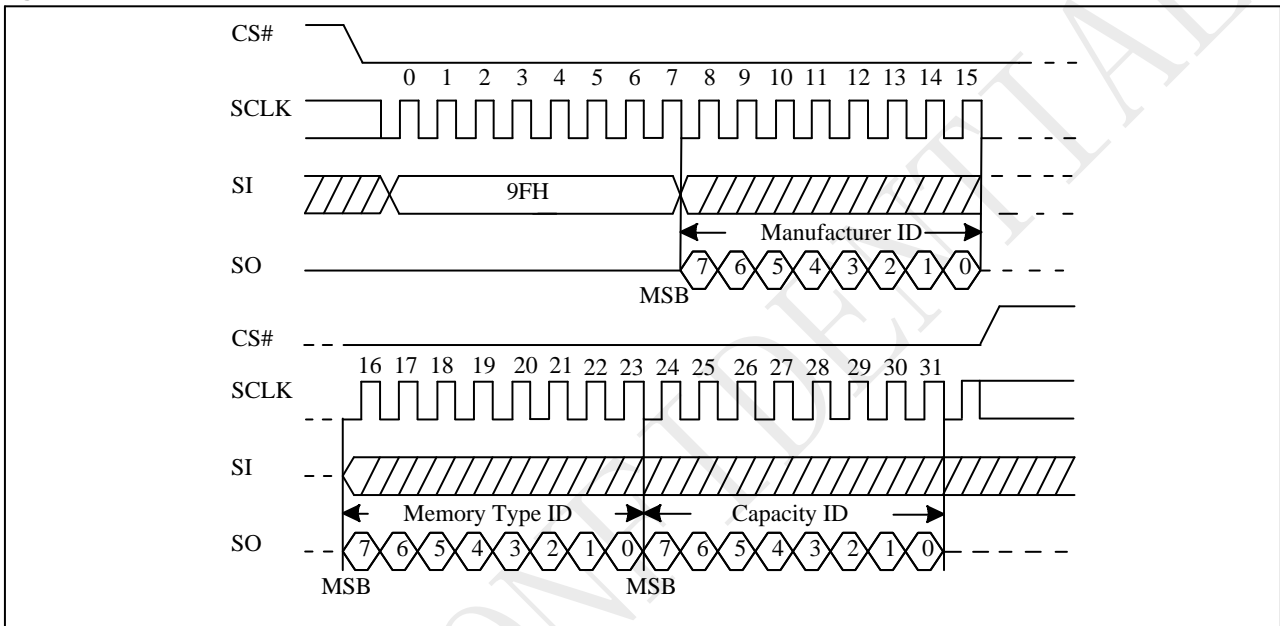 CS#
0 1 2 3 4 5 6 7 8 9 10 11 12 13 14 15
SCLK
SI
9FH
Manufacturer ID
SO
7 6 5 4 3 2 1 0
MSB
CS#
16 17 18 19 20 21 22 23 24 25 26 27 28 29 30 31
SCLK
SI
Memory Type ID Capacity ID
SO
7 6 5 4 3 2 1 0 7 6 5 4 3 2 1 0
MSB MSB
CONFIDENTIAL